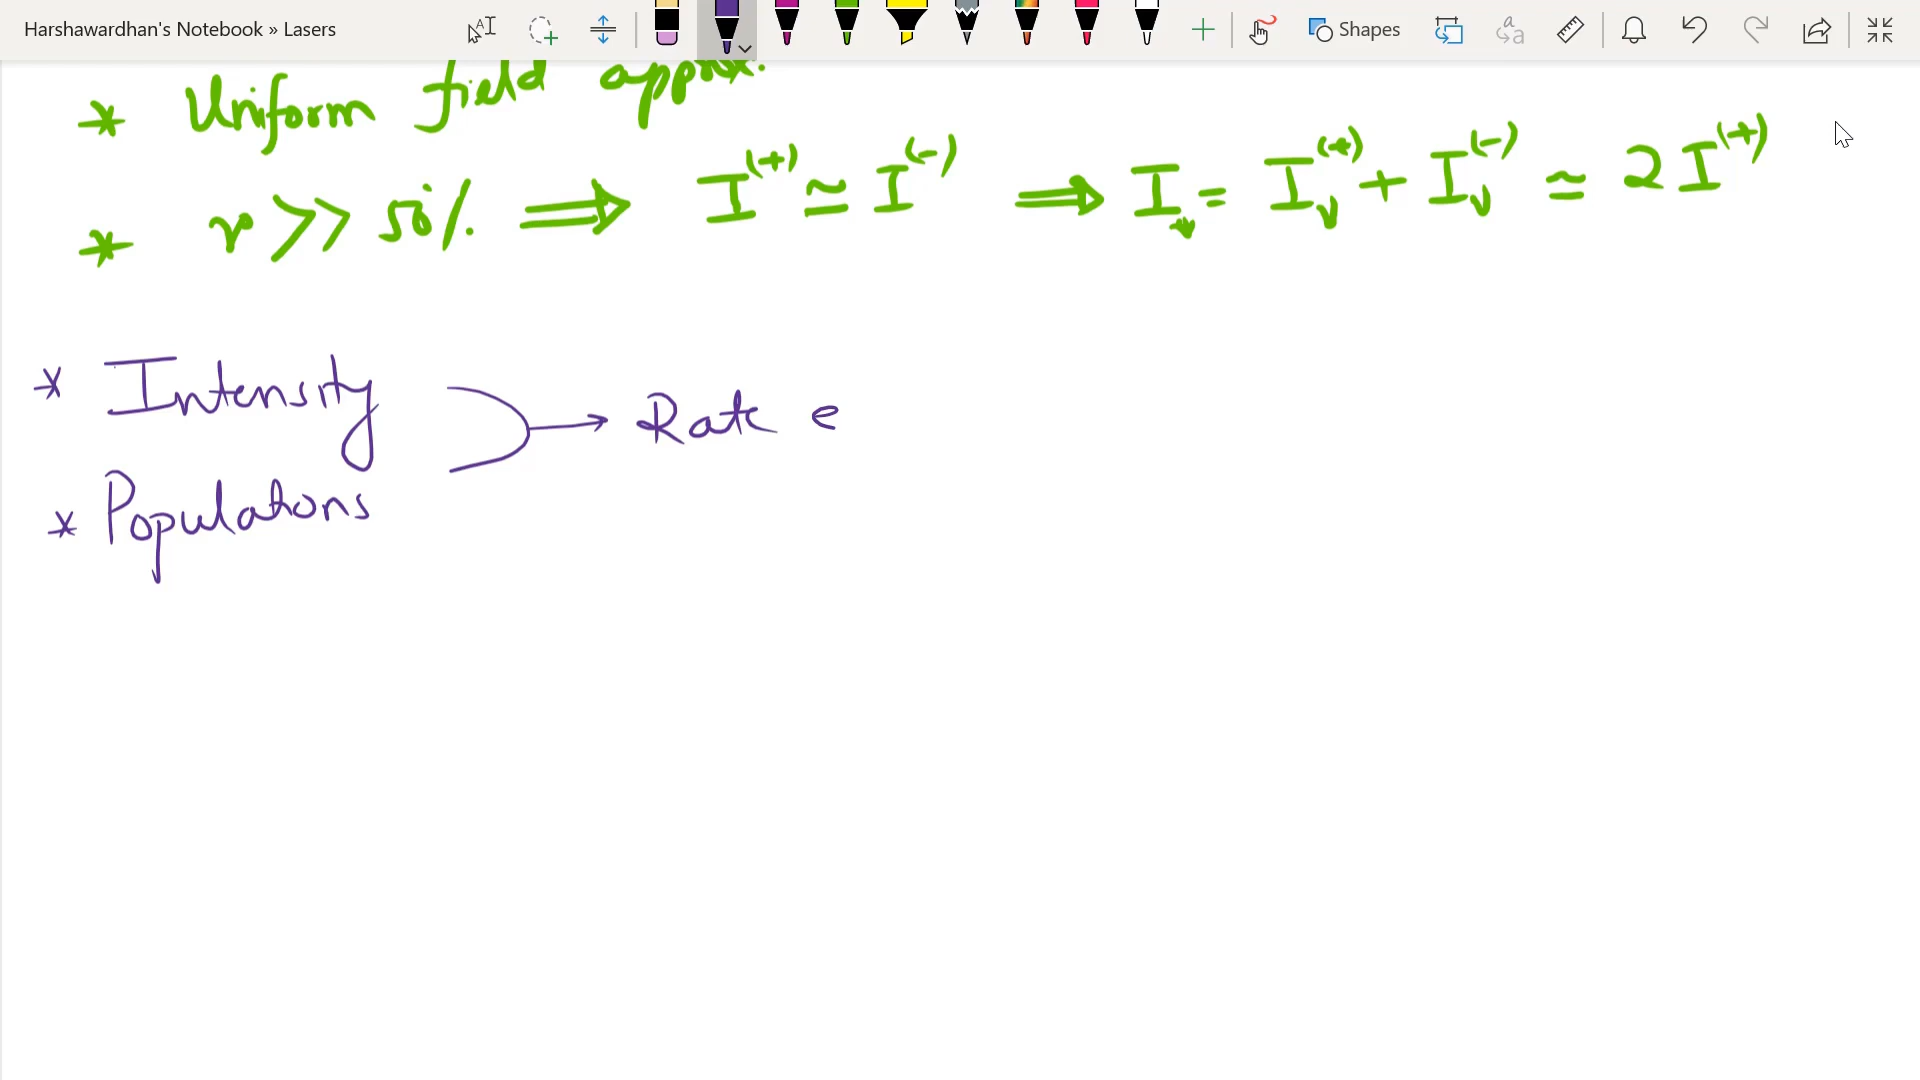 Harshawardhan's Notebook » Lasers
Shapes
* Uniform field approx.
* r >> 50% ⟹ I^(+) ≃ I^(-) ⟹ I_ν = I_ν^(+) + I_ν^(-) ≃ 2 I^(+)
* Intensity
→ Rate e
* Populations